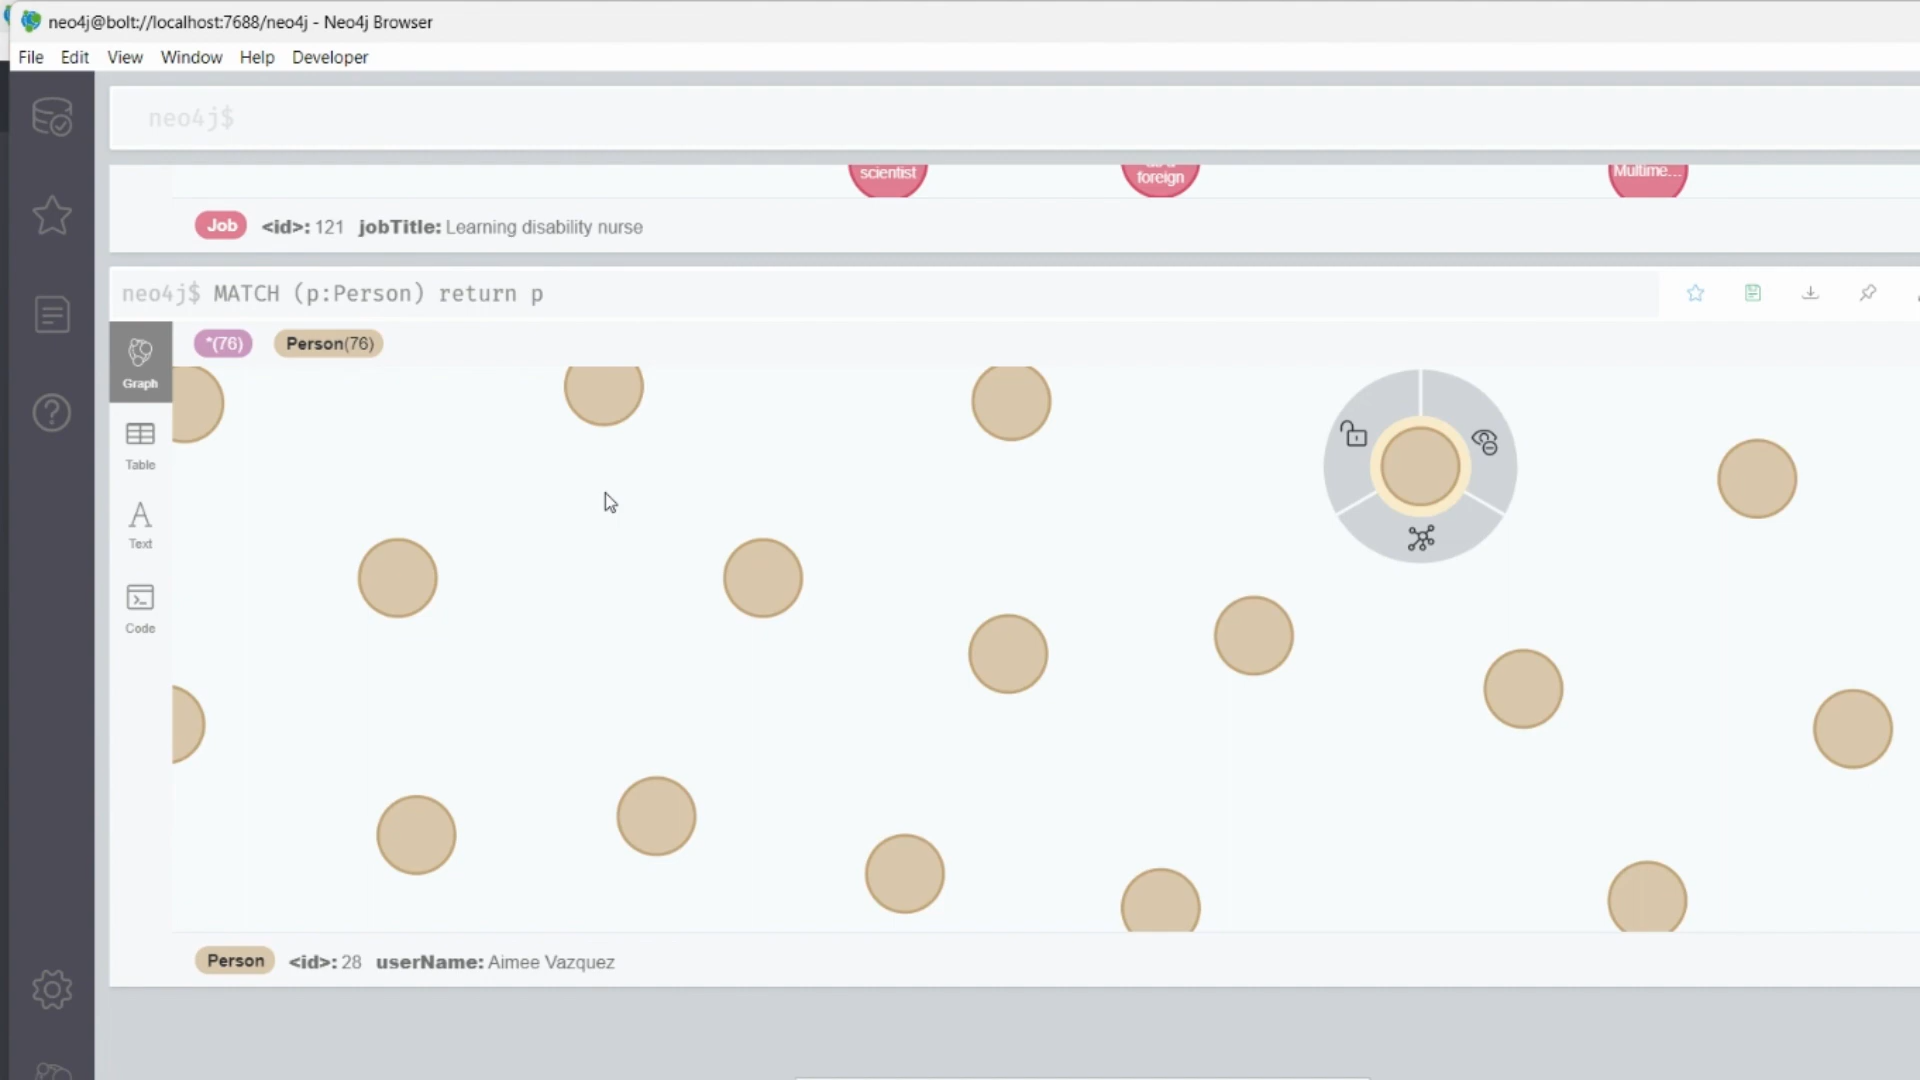 neo4j@bolt://localhost:7688/neo4j - Neo4j Browser
File Edit View Window Help Developer
neo4j$
scientist
foreign
Multime...
Job <id>: 121 jobTitle: Learning disability nurse
neo4j$ MATCH (p:Person) return p
*(76) Person(76)
Graph
Table
A
Text
Code
Person <id>: 28 userName: Aimee Vazquez